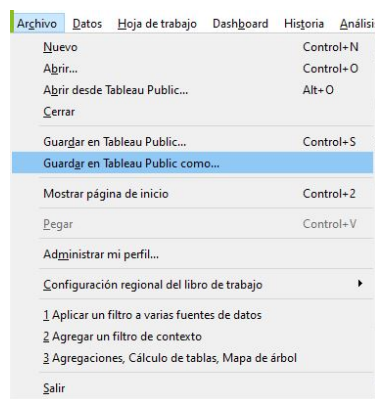 Archivo Datos Hoja de trabajo Dashboard Historia Análisi
Nuevo Control+N
Abrir... Control+O
Abrir desde Tableau Public... Alt+O
Cerrar
Guardar en Tableau Public... Control+S
Guardar en Tableau Public como...
Mostrar página de inicio Control+2
Pegar Control+V
Administrar mi perfil...
Configuración regional del libro de trabajo
1 Aplicar un filtro a varias fuentes de datos
2 Agregar un filtro de contexto
3 Agregaciones, Cálculo de tablas, Mapa de árbol
Salir